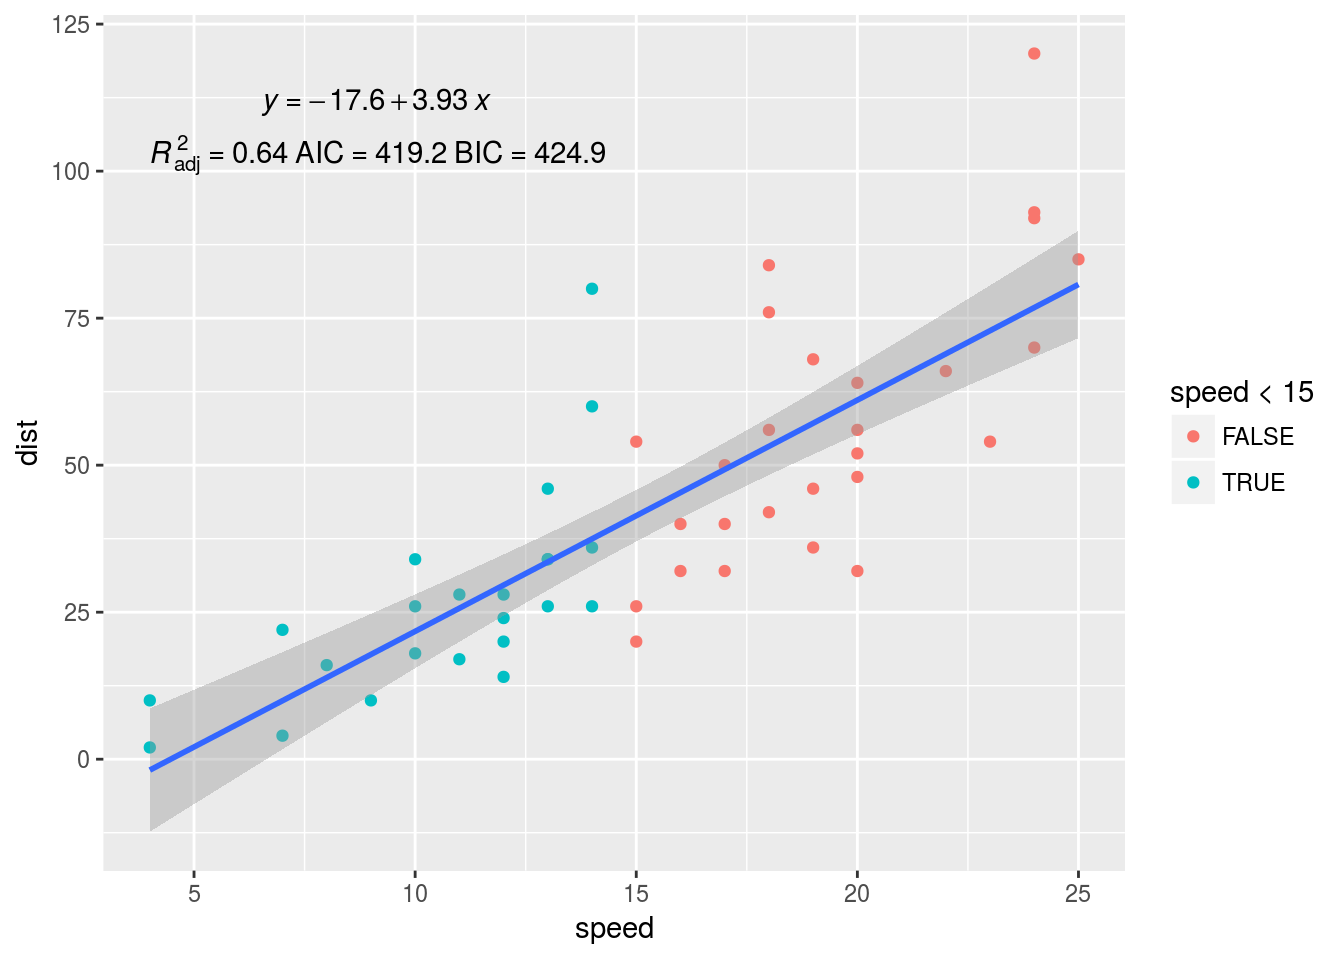 125
y = −17.6 + 3.93 x
R²adj = 0.64 AIC = 419.2 BIC = 424.9
100
75
50
25
0
dist
5 10 15 20 25
speed
speed < 15
FALSE
TRUE